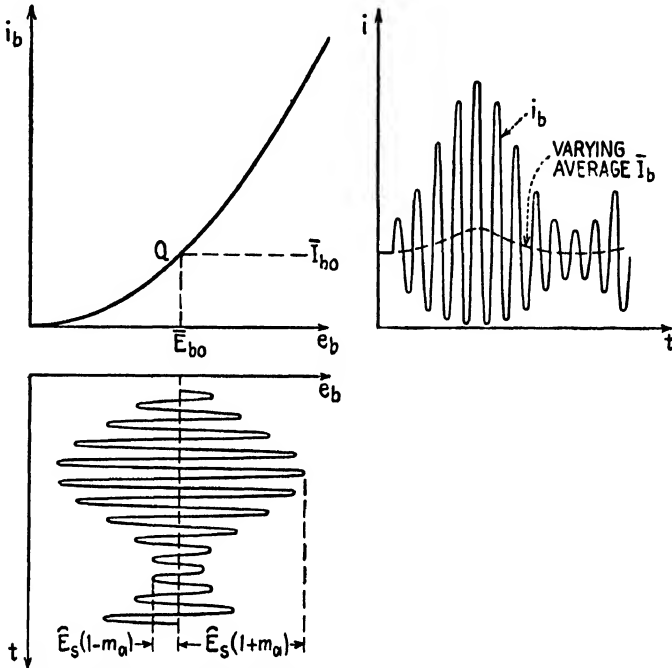 i_b
Q
Ī_bo
Ē_bo
e_b
i
i_b
VARYING
AVERAGE Ī_b
t
e_b
Ê_s(1-m_a)
Ê_s(1+m_a)
t